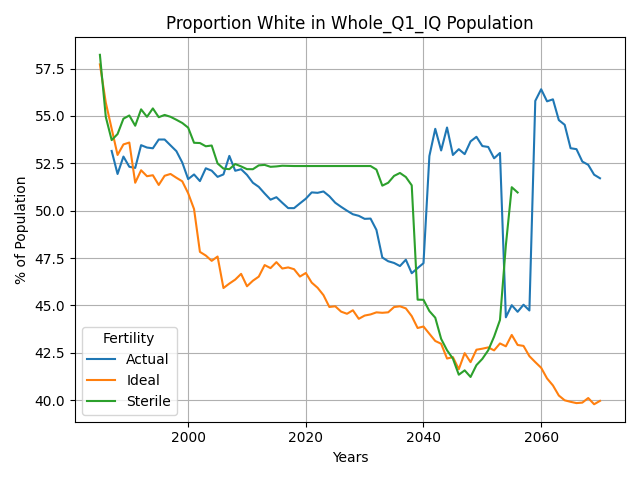 Proportion White in Whole_Q1_IQ Population
% of Population
57.5
55.0
52.5
50.0
47.5
45.0
42.5
40.0
Fertility
Actual
Ideal
Sterile
2000
2020
2040
2060
Years